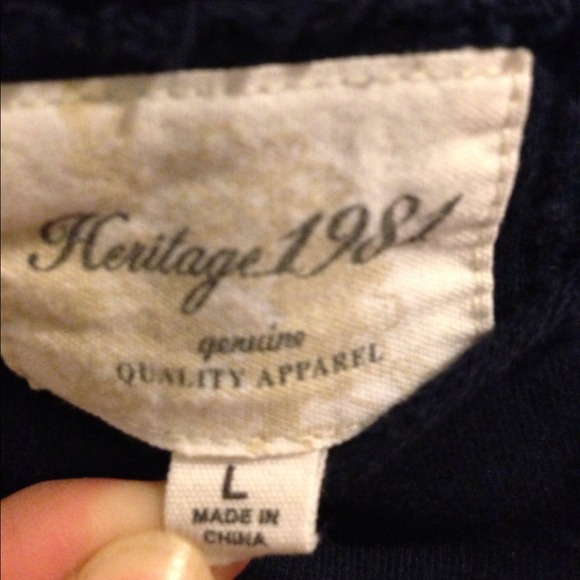 Heritage 1981
genuine
QUALITY APPAREL
L
MADE IN
CHINA